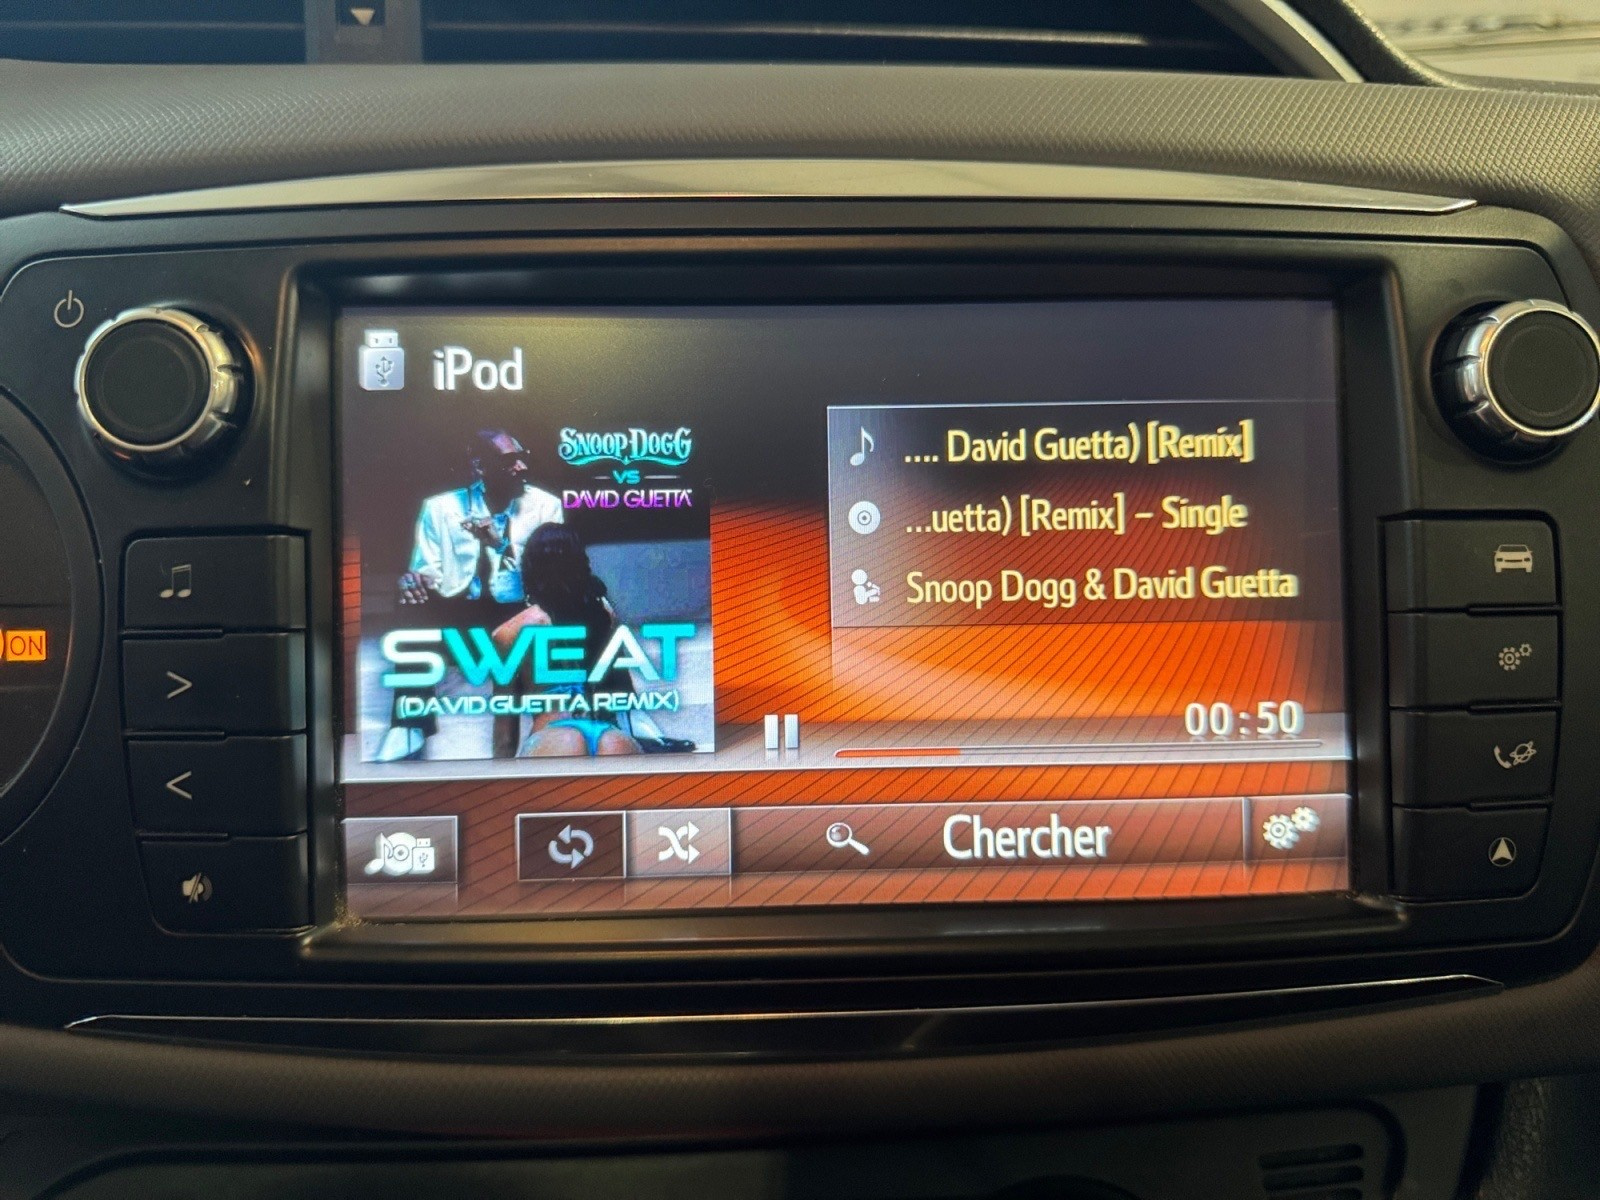 iPod
SNOOP DOGG
VS
DAVID GUETTA
SWEAT
(DAVID GUETTA REMIX)
.... David Guetta) [Remix]
...uetta) [Remix] – Single
Snoop Dogg & David Guetta
00:50
Chercher
ON